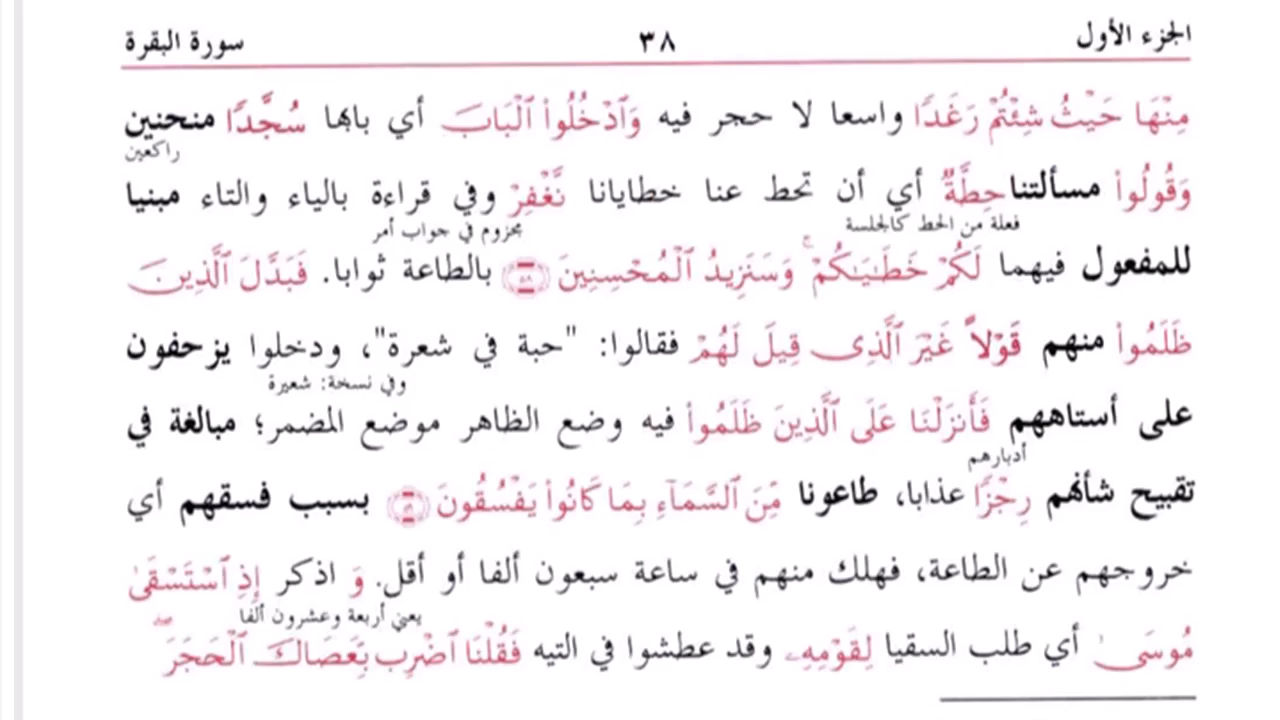 الجزء الأول ٣٨ سورة البقرة
مِنْهَا حَيْثُ شِئْتُمْ رَغَدًا واسعا لا حجر فيه وَٱدْخُلُوا۟ ٱلْبَابَ أي بابها سُجَّدًا منحنين
راكعين
وَقُولُوا۟ مسألتنا حِطَّةٌ أي أن تحط عنا خطايانا نَّغْفِرْ وفي قراءة بالياء والتاء مبنيا
فعلة من الحط كالجلسة مجزوم في جواب أمر
للمفعول فيهما لَكُمْ خَطَٰيَٰكُمْ ۚ وَسَنَزِيدُ ٱلْمُحْسِنِينَ ٥٨ بالطاعة ثوابا. فَبَدَّلَ ٱلَّذِينَ
ظَلَمُوا۟ منهم قَوْلاً غَيْرَ ٱلَّذِى قِيلَ لَهُمْ فقالوا: "حبة في شعرة"، ودخلوا يزحفون
وفي نسخة: شعيرة
على أستاههم فَأَنزَلْنَا عَلَى ٱلَّذِينَ ظَلَمُوا۟ فيه وضع الظاهر موضع المضمر؛ مبالغة في
أدبارهم
تقبيح شأنهم رِجْزًا عذابا، طاعونا مِّنَ ٱلسَّمَآءِ بِمَا كَانُوا۟ يَفْسُقُونَ ٥٩ بسبب فسقهم أي
خروجهم عن الطاعة، فهلك منهم في ساعة سبعون ألفا أو أقل. وَ اذكر إِذِ ٱسْتَسْقَىٰ
يعني أربعة وعشرون ألفا
مُوسَىٰ أي طلب السقيا لِقَوْمِهِۦ وقد عطشوا في التيه فَقُلْنَا ٱضْرِب بِّعَصَاكَ ٱلْحَجَرَ ۖ